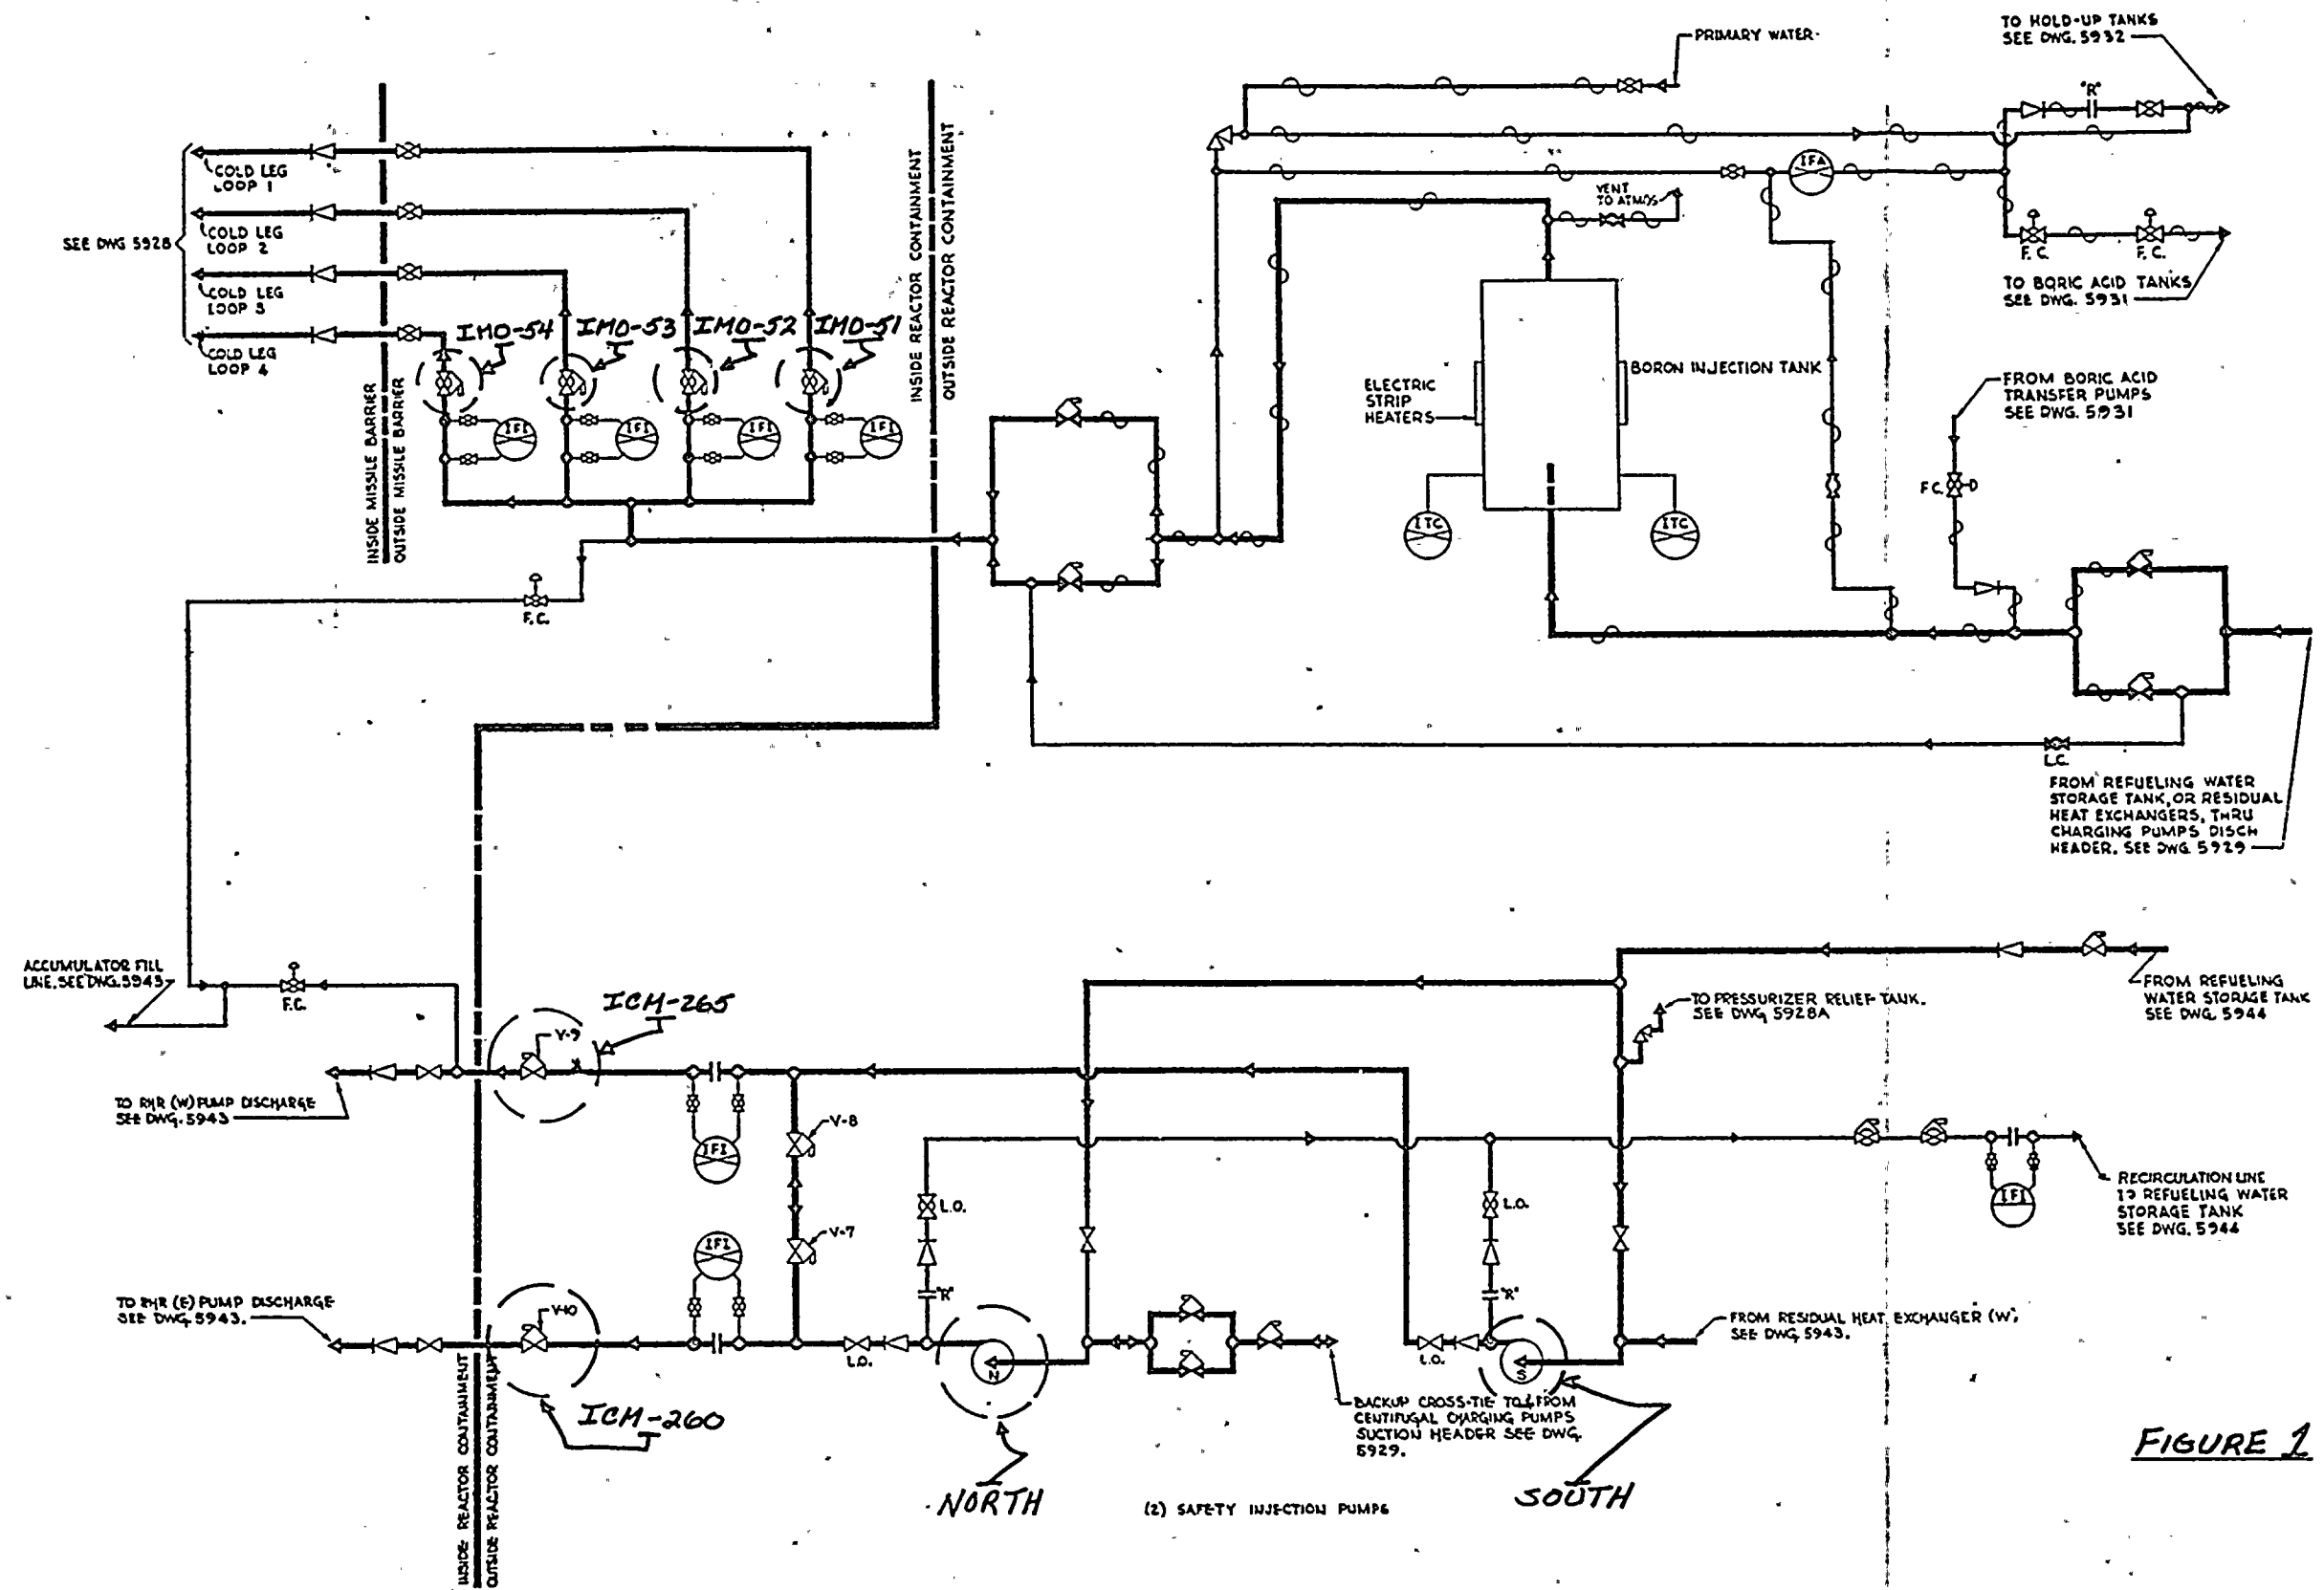 TO HOLD-UP TANKS
SEE DWG. 5932
PRIMARY WATER
"R"
COLD LEG
LOOP 1
COLD LEG
LOOP 2
SEE DWG 5928
COLD LEG
LOOP 3
COLD LEG
LOOP 4
IMO-54
IMO-53
IMO-52
IMO-51
INSIDE MISSILE BARRIER
OUTSIDE MISSILE BARRIER
INSIDE REACTOR CONTAINMENT
OUTSIDE REACTOR CONTAINMENT
IFI
IFI
IFI
IFI
IFA
VENT
TO ATMOS
F.C.
F.C.
TO BORIC ACID TANKS
SEE DWG. 5931
ELECTRIC
STRIP
HEATERS
BORON INJECTION TANK
ITC
ITC
FROM BORIC ACID
TRANSFER PUMPS
SEE DWG. 5931
F.C.
F.C.
L.C.
FROM REFUELING WATER
STORAGE TANK, OR RESIDUAL
HEAT EXCHANGERS, THRU
CHARGING PUMPS DISCH
HEADER. SEE DWG. 5929
ACCUMULATOR FILL
LINE, SEE DWG. 5943
F.C.
ICM-265
V-9
TO RHR (W) PUMP DISCHARGE
SEE DWG. 5943
IFI
V-8
V-7
IFI
TO PRESSURIZER RELIEF TANK.
SEE DWG 5928A
FROM REFUELING
WATER STORAGE TANK
SEE DWG. 5944
L.O.
"R"
L.O.
"R"
IFI
RECIRCULATION LINE
TO REFUELING WATER
STORAGE TANK
SEE DWG. 5944
TO RHR (E) PUMP DISCHARGE
SEE DWG. 5943.
V-10
ICM-260
L.O.
N
L.O.
S
FROM RESIDUAL HEAT EXCHANGER (W).
SEE DWG. 5943.
BACKUP CROSS-TIE TO & FROM
CENTIFUGAL CHARGING PUMPS
SUCTION HEADER SEE DWG.
5929.
INSIDE REACTOR CONTAINMENT
OUTSIDE REACTOR CONTAINMENT
NORTH
(2) SAFETY INJECTION PUMPS
SOUTH
FIGURE 1